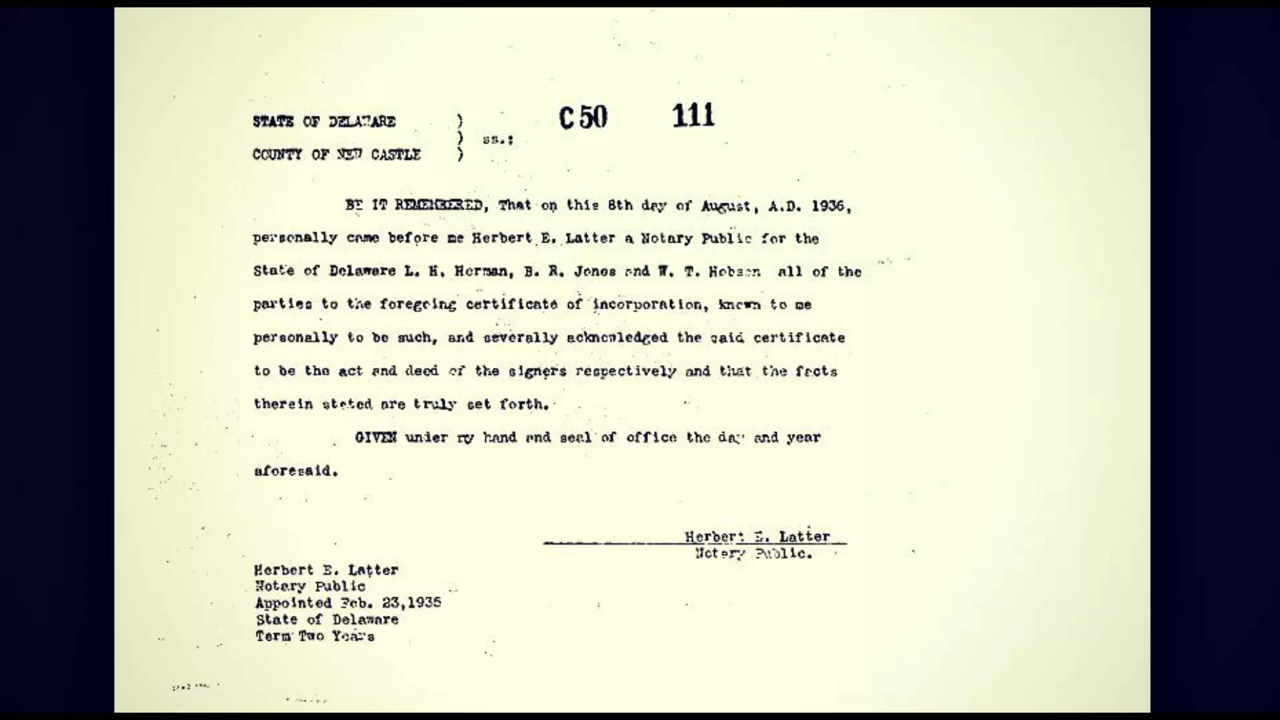 C50 111
STATE OF DELAWARE )
) ss.:
COUNTY OF NEW CASTLE )
BE IT REMEMBERED, That on this 8th day of August, A.D. 1936,
personally came before me Herbert E. Latter a Notary Public for the
State of Delaware L. H. Herman, B. R. Jones and W. T. Hobson all of the
parties to the foregoing certificate of incorporation, known to me
personally to be such, and severally acknowledged the said certificate
to be the act and deed of the signers respectively and that the facts
therein stated are truly set forth.
GIVEN under my hand and seal of office the day and year
aforesaid.
Herbert E. Latter
Notary Public.
Herbert E. Latter
Notary Public
Appointed Feb. 23,1935
State of Delaware
Term Two Years